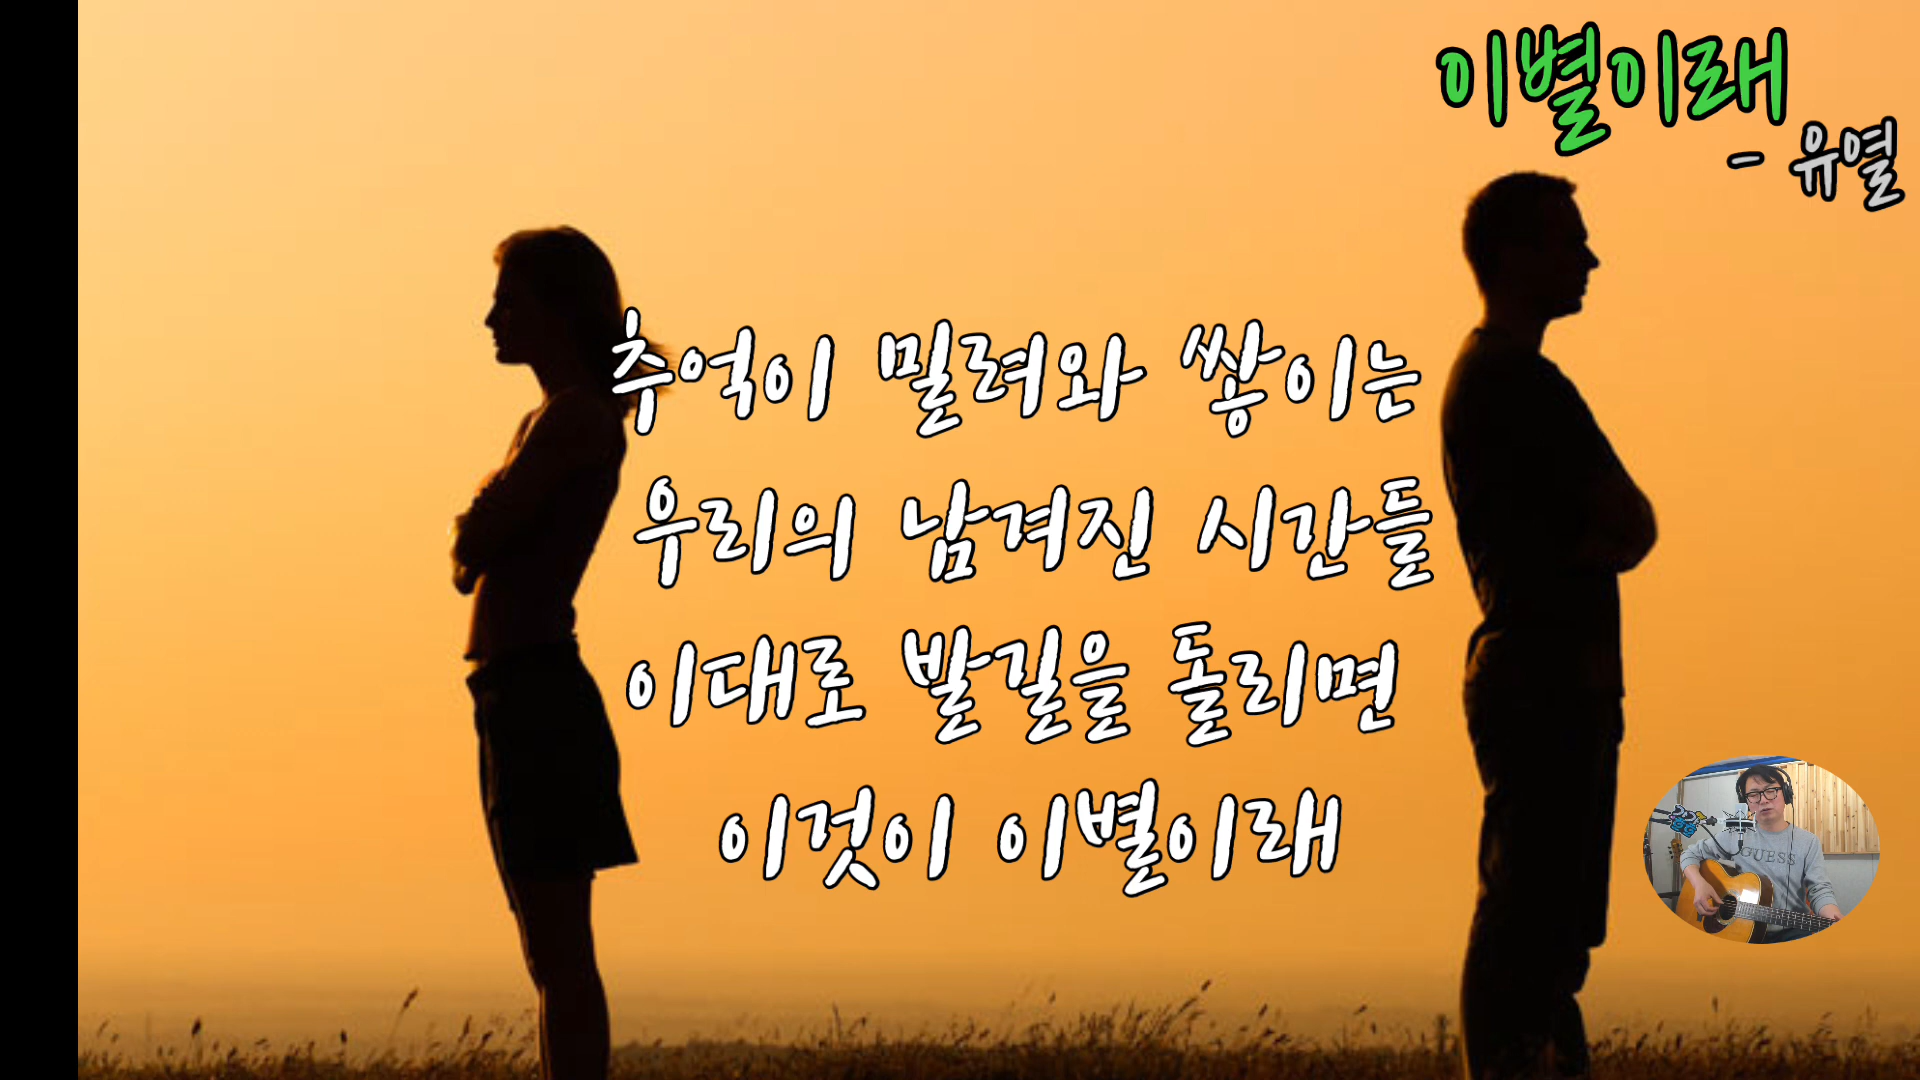 이별이래
- 유열
추억이 밀려와 쌓이는
우리의 남겨진 시간들
이대로 발길을 돌리면
이것이 이별이래
GUESS